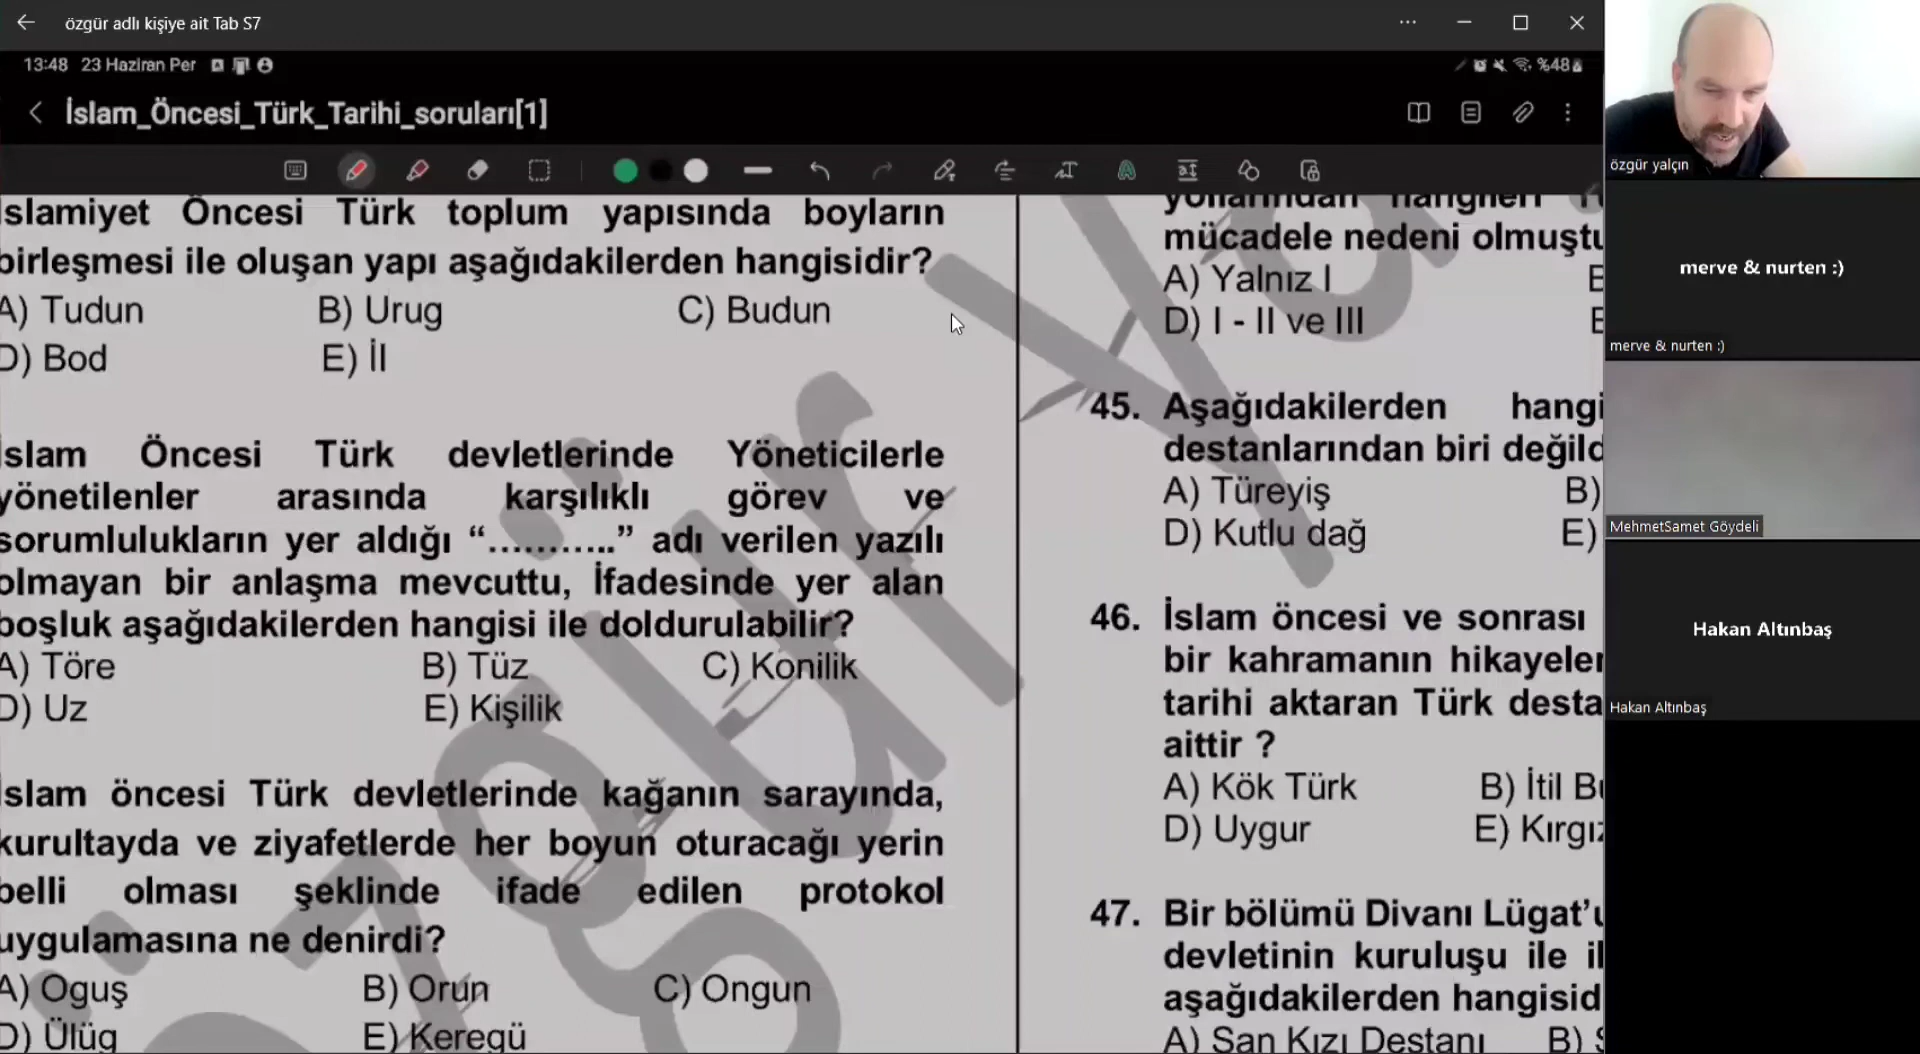 özgür adlı kişiye ait Tab S7
13:48 23 Haziran Per
%48
İslam_Öncesi_Türk_Tarihi_soruları[1]
slamiyet Öncesi Türk toplum yapısında boyların
birleşmesi ile oluşan yapı aşağıdakilerden hangisidir?
A) Tudun B) Urug C) Budun
D) Bod E) İl
slam Öncesi Türk devletlerinde Yöneticilerle
yönetilenler arasında karşılıklı görev ve
sorumlulukların yer aldığı “...........” adı verilen yazılı
olmayan bir anlaşma mevcuttu, İfadesinde yer alan
boşluk aşağıdakilerden hangisi ile doldurulabilir?
A) Töre B) Tüz C) Konilik
D) Uz E) Kişilik
slam öncesi Türk devletlerinde kağanın sarayında,
kurultayda ve ziyafetlerde her boyun oturacağı yerin
belli olması şeklinde ifade edilen protokol
uygulamasına ne denirdi?
A) Oguş B) Orun C) Ongun
D) Ülüg E) Keregü
yollarından hangileri
mücadele nedeni olmuştu
A) Yalnız I
D) I - II ve III
45. Aşağıdakilerden hangi
destanlarından biri değild
A) Türeyiş B)
D) Kutlu dağ E)
46. İslam öncesi ve sonrası
bir kahramanın hikayeler
tarihi aktaran Türk desta
aittir ?
A) Kök Türk B) İtil Bu
D) Uygur E) Kırgız
47. Bir bölümü Divanı Lügat’u
devletinin kuruluşu ile il
aşağıdakilerden hangisid
A) San Kızı Destanı B) S
özgür yalçın
merve & nurten :)
merve & nurten :)
MehmetSamet Göydeli
Hakan Altınbaş
Hakan Altınbaş